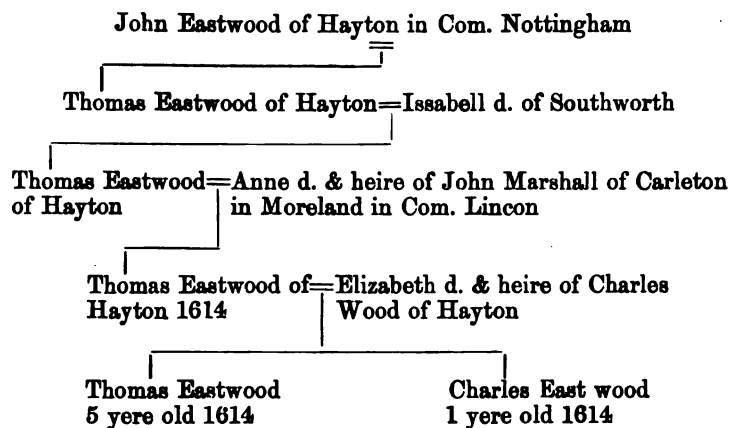 John Eastwood of Hayton in Com. Nottingham
Thomas Eastwood of Hayton=Issabell d. of Southworth
Thomas Eastwood=Anne d. & heire of John Marshall of Carleton
of Hayton in Moreland in Com. Lincon
Thomas Eastwood of=Elizabeth d. & heire of Charles
Hayton 1614 Wood of Hayton
Thomas Eastwood Charles East wood
5 yere old 1614 1 yere old 1614